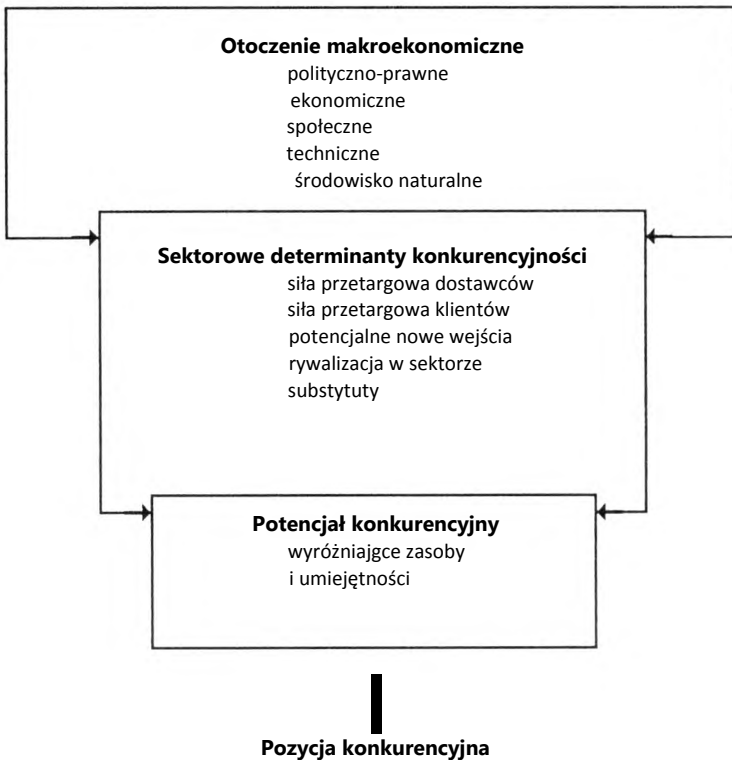 Otoczenie makroekonomiczne
polityczno-prawne
ekonomiczne
społeczne
techniczne
środowisko naturalne
Sektorowe determinanty konkurencyjności
siła przetargowa dostawców
siła przetargowa klientów
potencjalne nowe wejścia
rywalizacja w sektorze
substytuty
Potencjał konkurencyjny
wyróżniajgce zasoby
i umiejętności
Pozycja konkurencyjna